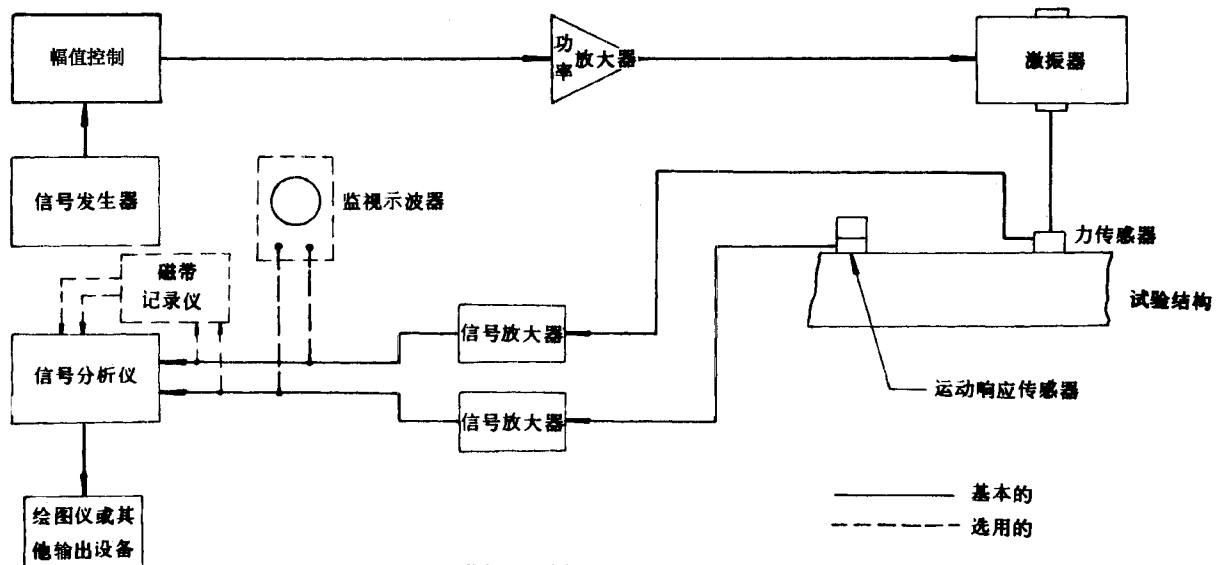 幅值控制
功率
放大器
激振器
信号发生器
监视示波器
力传感器
磁带
记录仪
试验结构
信号放大器
信号分析仪
运动响应传感器
信号放大器
基本的
绘图仪或其
他输出设备
选用的